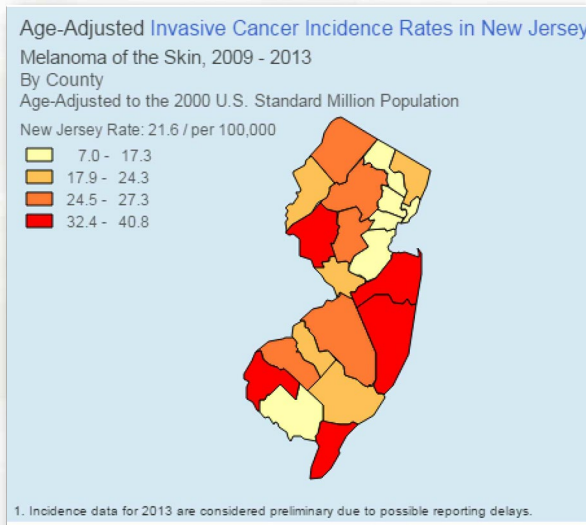 Age-Adjusted Invasive Cancer Incidence Rates in New Jersey
Melanoma of the Skin, 2009 - 2013
By County
Age-Adjusted to the 2000 U.S. Standard Million Population
New Jersey Rate: 21.6 / per 100,000
7.0 - 17.3
17.9 - 24.3
24.5 - 27.3
32.4 - 40.8
1. Incidence data for 2013 are considered preliminary due to possible reporting delays.